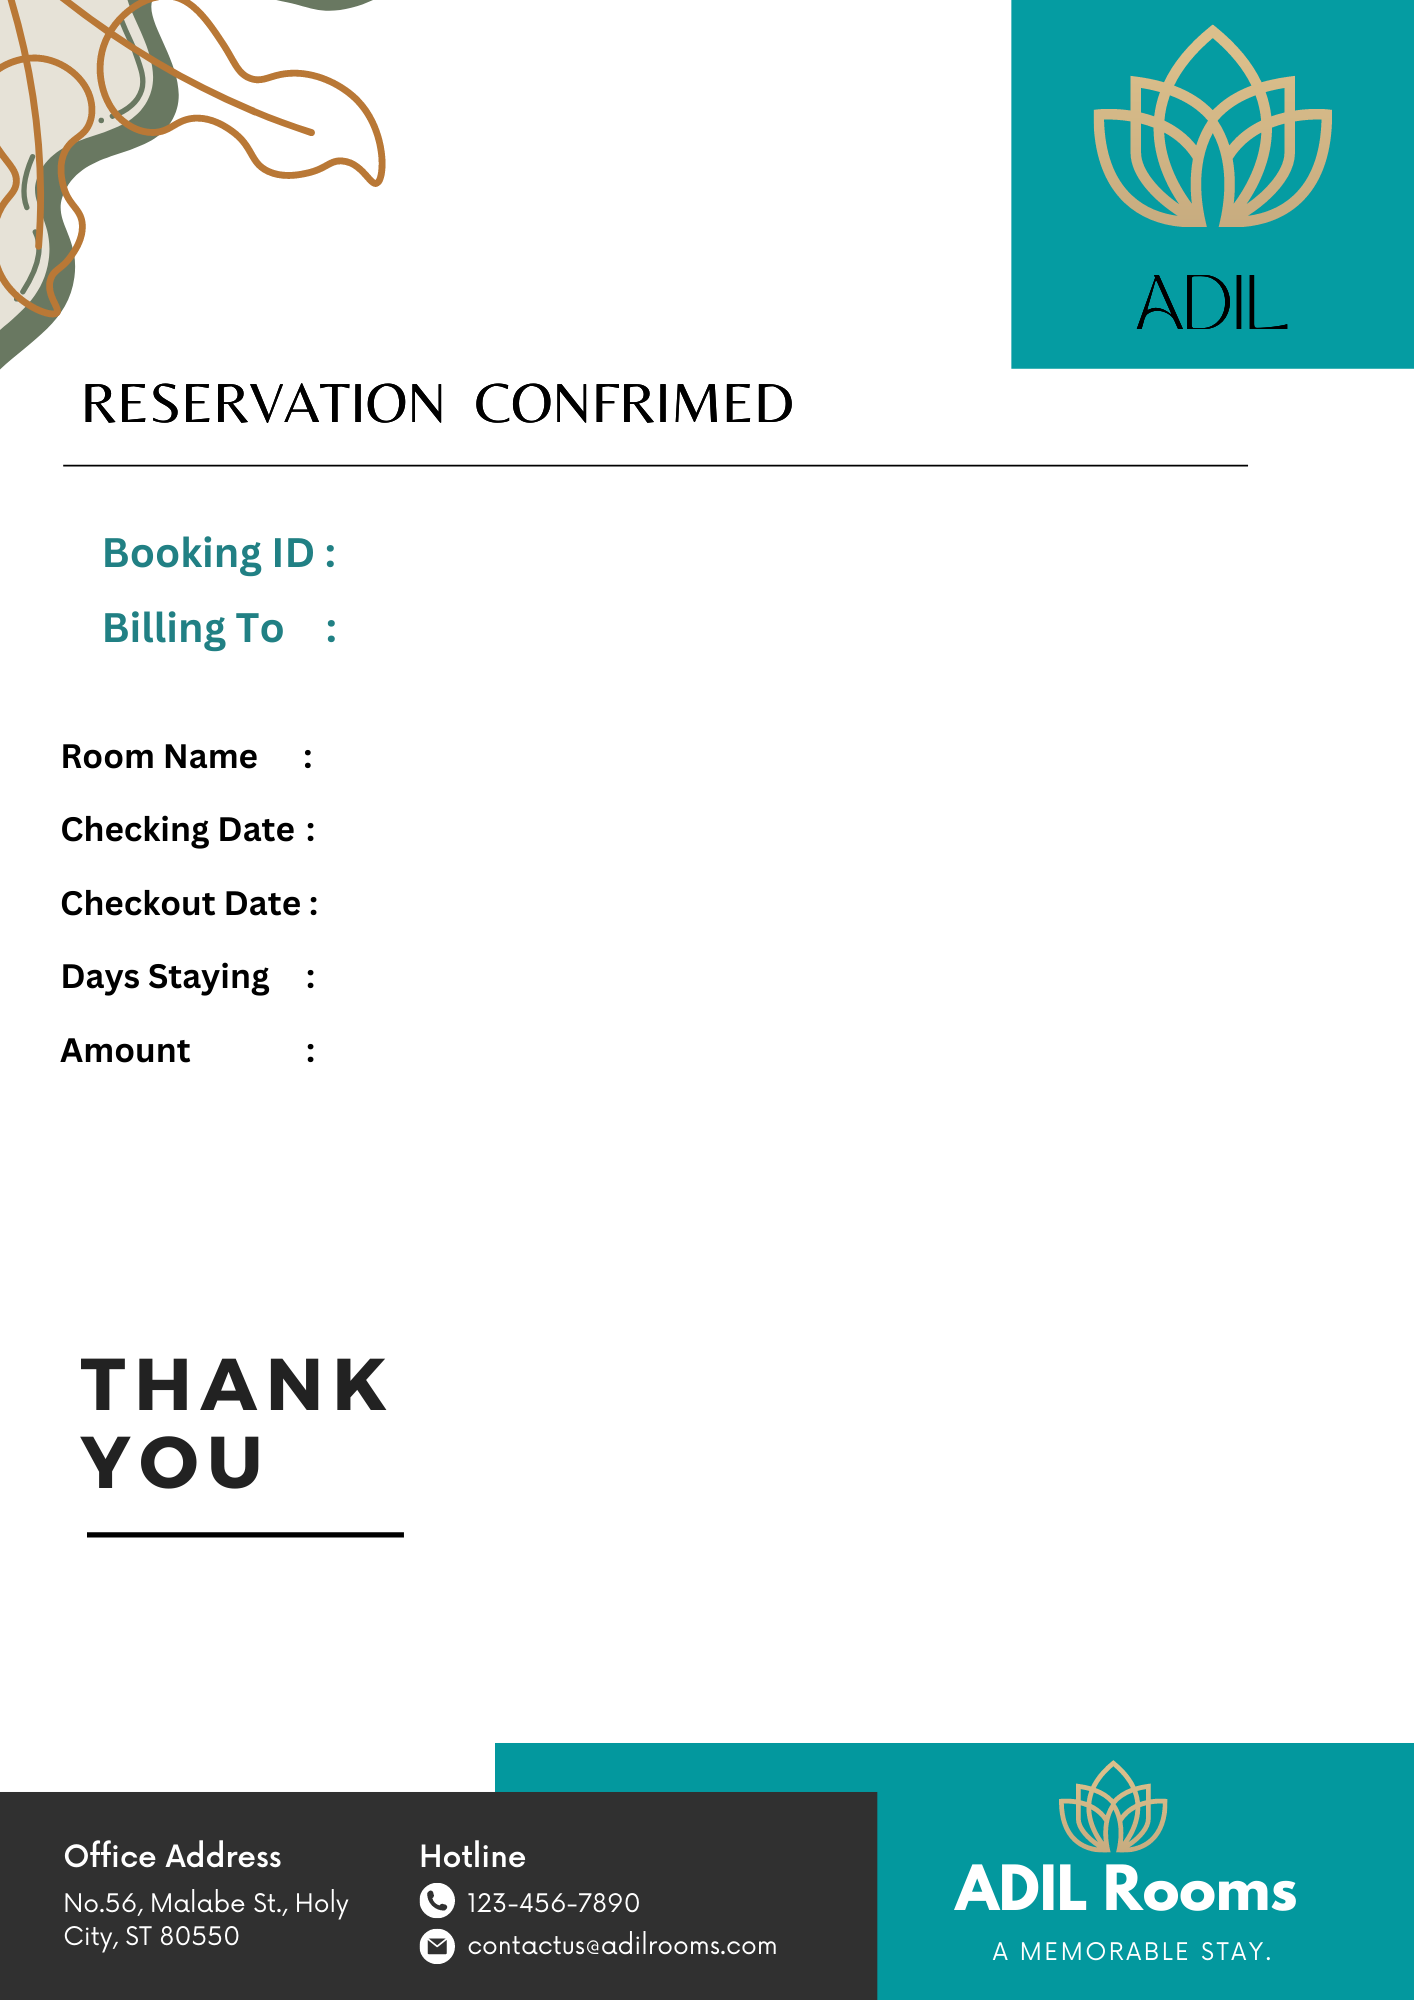 ADIL
RESERVATION CONFRIMED
Booking ID :
Billing To :
Room Name :
Checking Date :
Checkout Date :
Days Staying :
Amount :
THANK
YOU
Office Address
No.56, Malabe St., Holy
City, ST 80550
Hotline
123-456-7890
contactus@adilrooms.com
ADIL Rooms
A MEMORABLE STAY.